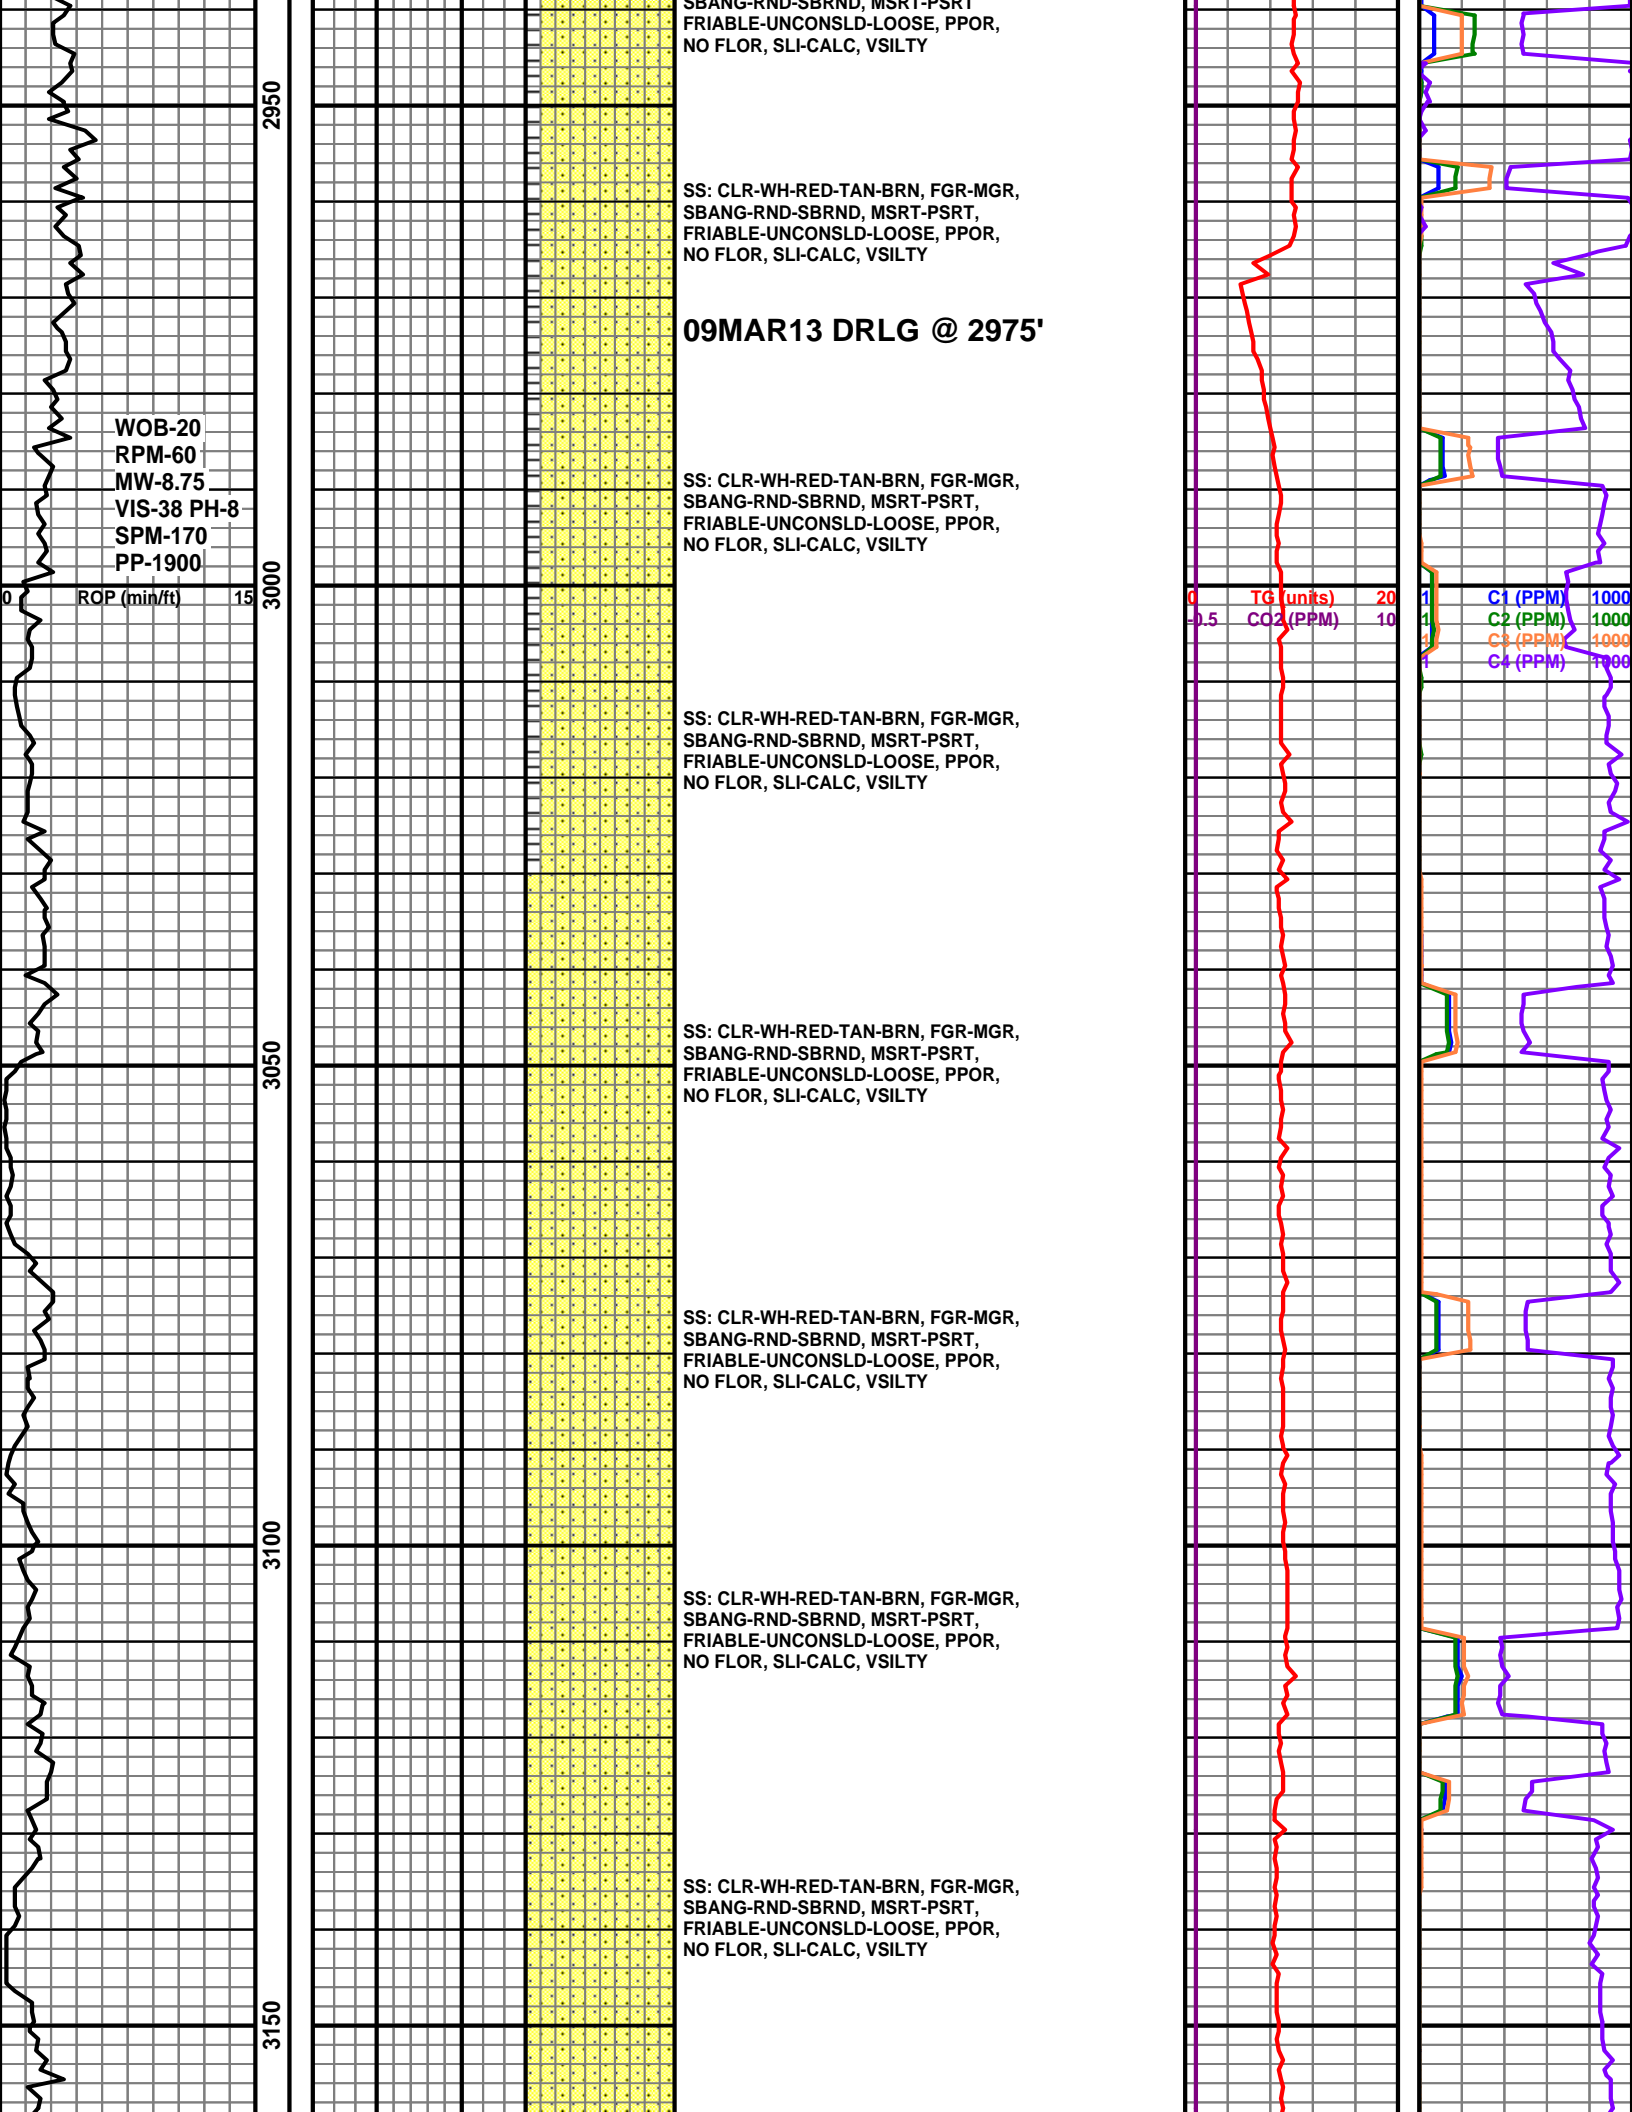 SBANG-RND-SBRND, MSRT-PSRT
FRIABLE-UNCONSLD-LOOSE, PPOR,
NO FLOR, SLI-CALC, VSILTY
2950
SS: CLR-WH-RED-TAN-BRN, FGR-MGR,
SBANG-RND-SBRND, MSRT-PSRT,
FRIABLE-UNCONSLD-LOOSE, PPOR,
NO FLOR, SLI-CALC, VSILTY
09MAR13 DRLG @ 2975'
WOB-20
RPM-60
MW-8.75
VIS-38 PH-8
SPM-170
PP-1900
SS: CLR-WH-RED-TAN-BRN, FGR-MGR,
SBANG-RND-SBRND, MSRT-PSRT,
FRIABLE-UNCONSLD-LOOSE, PPOR,
NO FLOR, SLI-CALC, VSILTY
0 ROP (min/ft) 15
3000
0 TG (units) 20
-0.5 CO2 (PPM) 10
1 C1 (PPM) 1000
1 C2 (PPM) 1000
1 C3 (PPM) 1000
1 C4 (PPM) 1000
SS: CLR-WH-RED-TAN-BRN, FGR-MGR,
SBANG-RND-SBRND, MSRT-PSRT,
FRIABLE-UNCONSLD-LOOSE, PPOR,
NO FLOR, SLI-CALC, VSILTY
SS: CLR-WH-RED-TAN-BRN, FGR-MGR,
SBANG-RND-SBRND, MSRT-PSRT,
FRIABLE-UNCONSLD-LOOSE, PPOR,
NO FLOR, SLI-CALC, VSILTY
3050
SS: CLR-WH-RED-TAN-BRN, FGR-MGR,
SBANG-RND-SBRND, MSRT-PSRT,
FRIABLE-UNCONSLD-LOOSE, PPOR,
NO FLOR, SLI-CALC, VSILTY
3100
SS: CLR-WH-RED-TAN-BRN, FGR-MGR,
SBANG-RND-SBRND, MSRT-PSRT,
FRIABLE-UNCONSLD-LOOSE, PPOR,
NO FLOR, SLI-CALC, VSILTY
SS: CLR-WH-RED-TAN-BRN, FGR-MGR,
SBANG-RND-SBRND, MSRT-PSRT,
FRIABLE-UNCONSLD-LOOSE, PPOR,
NO FLOR, SLI-CALC, VSILTY
3150